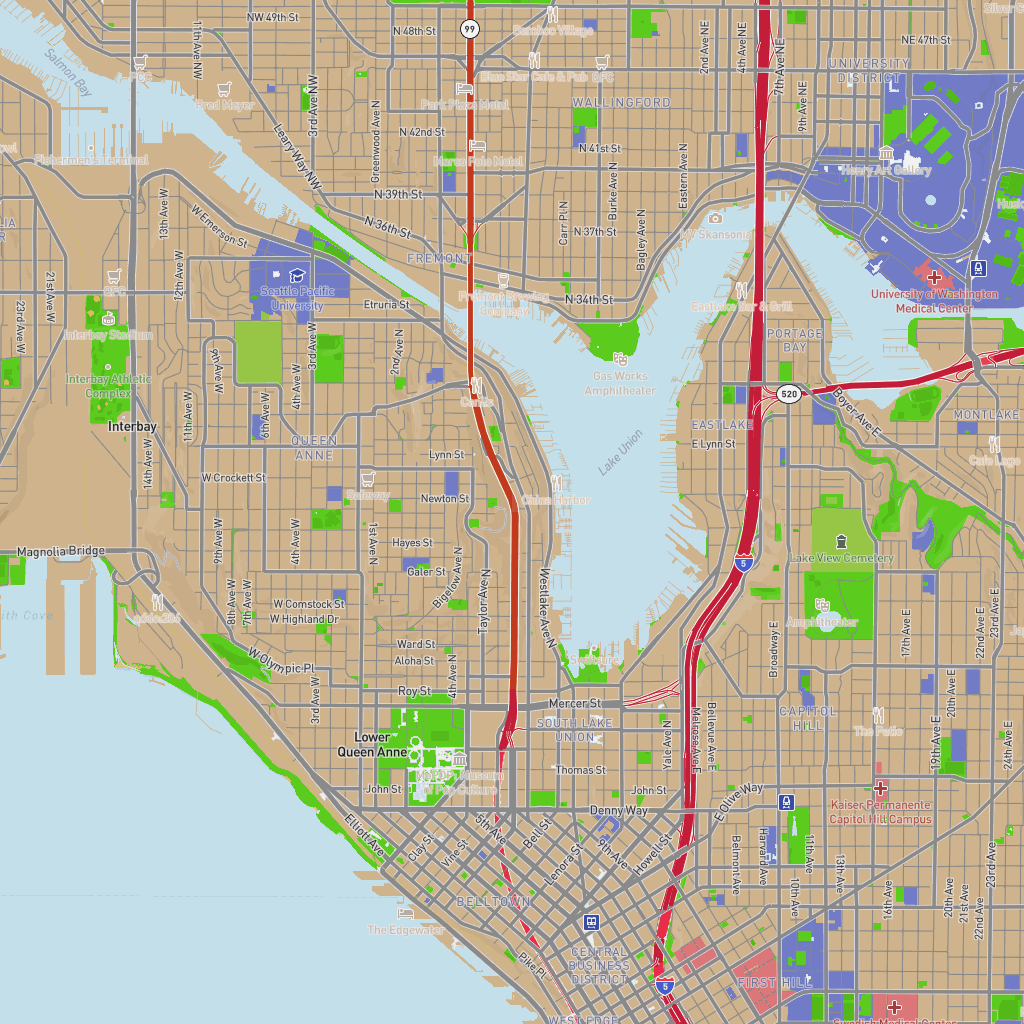 NW 49th St
99
N 48th St
Bamboo Village
2nd Ave NE
4th Ave NE
7th Ave NE
NE 47th St
11th Ave NW
Salmon Bay
PCC
Fred Meyer
3rd Ave NW
Blue Star Cafe & Pub
QFC
UNIVERSITY
DISTRICT
Park Plaza Motel
WALLINGFORD
9th Ave NE
Greenwood Ave N
N 42nd St
N 41st St
Fishermen's Terminal
Leary Way NW
Marco Polo Motel
Henry Art Gallery
Eastern Ave N
Burke Ave N
N 39th St
13th Ave W
W Emerson St
N 36th St
Carr Pl N
N 37th St
Bagley Ave N
MV Skansonia
FREMONT
12th Ave W
21st Ave W
QFC
Seattle Pacific
University
Etruria St
N 34th St
Eastlake Bar & Grill
University of Washington
Medical Center
23rd Ave W
Interbay Stadium
9th Ave W
3rd Ave W
2nd Ave N
Gas Works
Amphitheater
PORTAGE
BAY
Interbay Athletic
Complex
4th Ave W
Canlis
520
Boyer Ave E
MONTLAKE
11th Ave W
6th Ave W
Interbay
QUEEN
ANNE
EASTLAKE
E Lynn St
Lake Union
Cafe Lago
14th Ave W
Lynn St
W Crockett St
Safeway
Newton St
China Harbor
9th Ave W
4th Ave W
1st Ave N
Hayes St
Magnolia Bridge
Galer St
Bigelow Ave N
Taylor Ave N
Westlake Ave N
5
Lake View Cemetery
8th Ave W
7th Ave W
W Comstock St
W Highland Dr
Amphitheater
17th Ave E
22nd Ave E
23rd Ave E
Ward St
Aloha St
W Olympic Pl
Broadway E
Roy St
4th Ave N
3rd Ave W
Mercer St
20th Ave E
CAPITOL
HILL
The Patio
SOUTH LAKE
UNION
Lower
Queen Anne
Yale Ave N
Melrose Ave E
Bellevue Ave E
19th Ave E
24th Ave E
Thomas St
John St
John St
Denny Way
E Olive Way
Kaiser Permanente
Capitol Hill Campus
Elliott Ave
Clay St
Vine St
5th Ave
Bell St
Lenora St
9th Ave
Howell St
Belmont Ave
Harvard Ave
11th Ave
13th Ave
10th Ave
16th Ave
20th Ave
21st Ave
22nd Ave
23rd Ave
BELLTOWN
The Edgewater
Pike Pl
CENTRAL
BUSINESS
DISTRICT
5
FIRST HILL
WEST EDGE
Swedish Medical Center